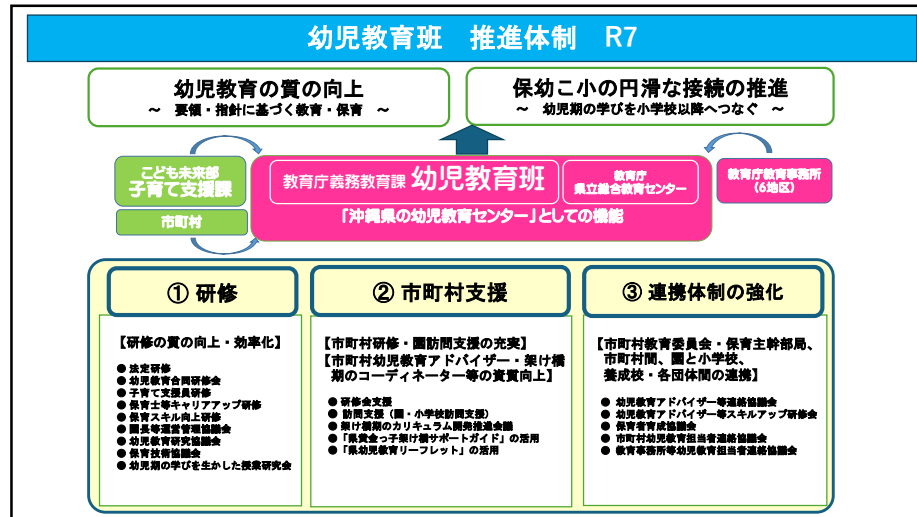 幼児教育班　推進体制　R7
幼児教育の質の向上
～　要領・指針に基づく教育・保育　～
保幼こ小の円滑な接続の推進
～　幼児期の学びを小学校以降へつなぐ　～
こども未来部
子育て支援課
市町村
教育庁義務教育課 幼児教育班
教育庁
県立総合教育センター
「沖縄県の幼児教育センター」としての機能
教育庁教育事務所
(6地区)
① 研修
【研修の質の向上・効率化】
● 法定研修
● 幼児教育合同研修会
● 子育て支援員研修
● 保育士等キャリアアップ研修
● 保育スキル向上研修
● 園長等運営管理協議会
● 幼児教育研究協議会
● 保育技術協議会
● 幼児期の学びを生かした授業研究会
② 市町村支援
【市町村研修・園訪問支援の充実】
【市町村幼児教育アドバイザー・架け橋
期のコーディネーター等の資質向上】
● 研修会支援
● 訪問支援（園・小学校訪問支援）
● 架け橋期のカリキュラム開発推進会議
● 「県黄金っ子架け橋サポートガイド」の活用
● 「県幼児教育リーフレット」の活用
③ 連携体制の強化
【市町村教育委員会・保育主幹部局、
市町村間、園と小学校、
養成校・各団体間の連携】
● 幼児教育アドバイザー等連絡協議会
● 幼児教育アドバイザー等スキルアップ研修会
● 保育者育成協議会
● 市町村幼児教育担当者連絡協議会
● 教育事務所等幼児教育担当者連絡協議会